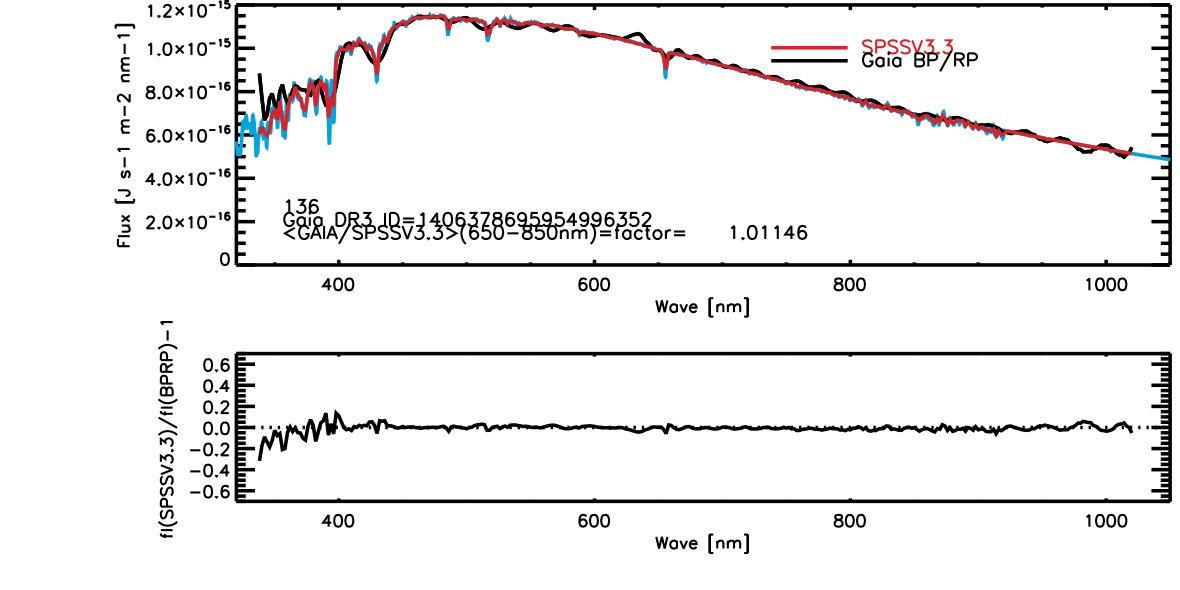 1.2×10⁻¹⁵
1.0×10⁻¹⁵
8.0×10⁻¹⁶
6.0×10⁻¹⁶
4.0×10⁻¹⁶
2.0×10⁻¹⁶
0
Flux [J s−1 m−2 nm−1]
SPSSV3.3
Gaia BP/RP
136
Gaia DR3 ID=1406378695954996352
<GAIA/SPSSV3.3>(650−850nm)=factor= 1.01146
400 600 800 1000
Wave [nm]
fl(SPSSV3.3)/fl(BPRP)−1
0.6
0.4
0.2
0.0
−0.2
−0.4
−0.6
400 600 800 1000
Wave [nm]